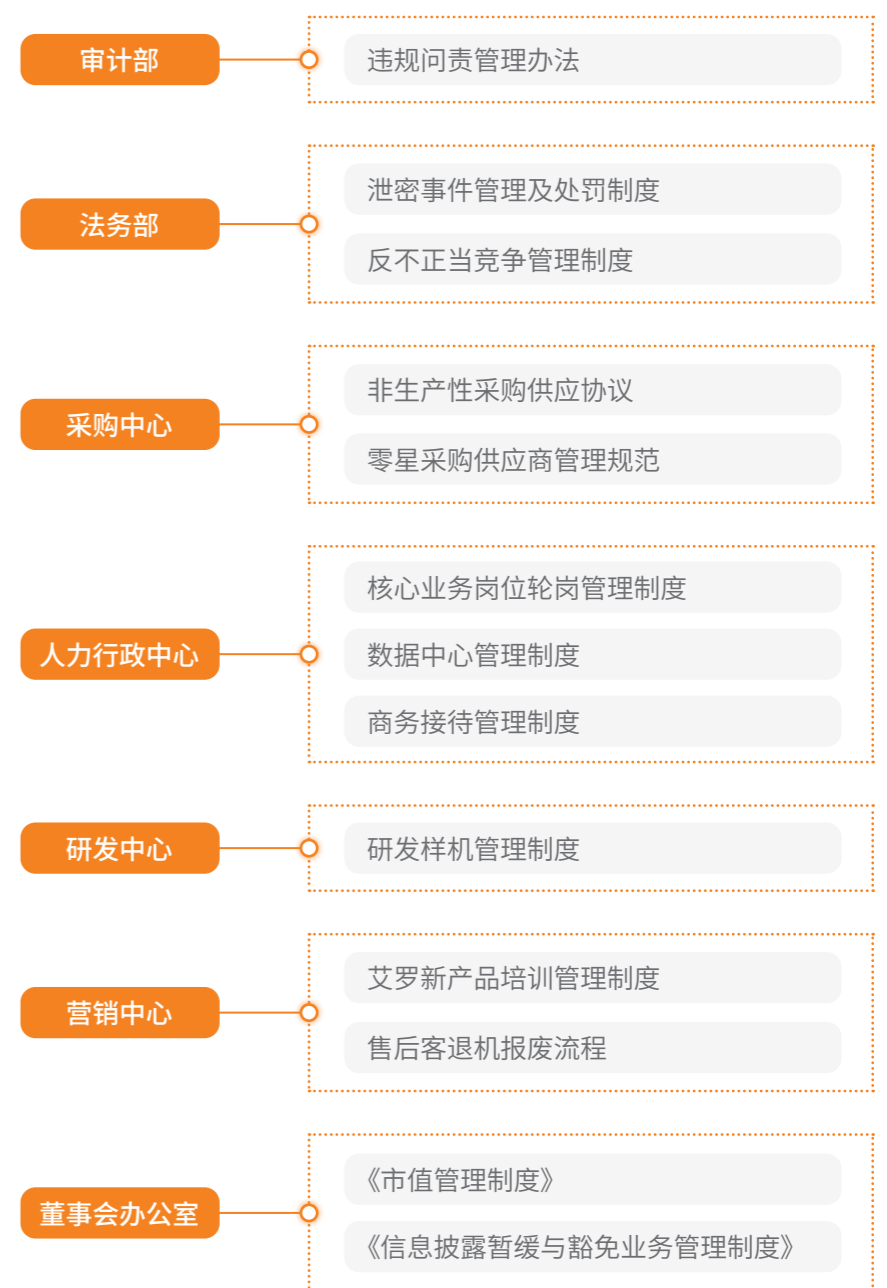 审计部
违规问责管理办法
法务部
泄密事件管理及处罚制度
反不正当竞争管理制度
采购中心
非生产性采购供应协议
零星采购供应商管理规范
人力行政中心
核心业务岗位轮岗管理制度
数据中心管理制度
商务接待管理制度
研发中心
研发样机管理制度
营销中心
艾罗新产品培训管理制度
售后客退机报废流程
董事会办公室
《市值管理制度》
《信息披露暂缓与豁免业务管理制度》